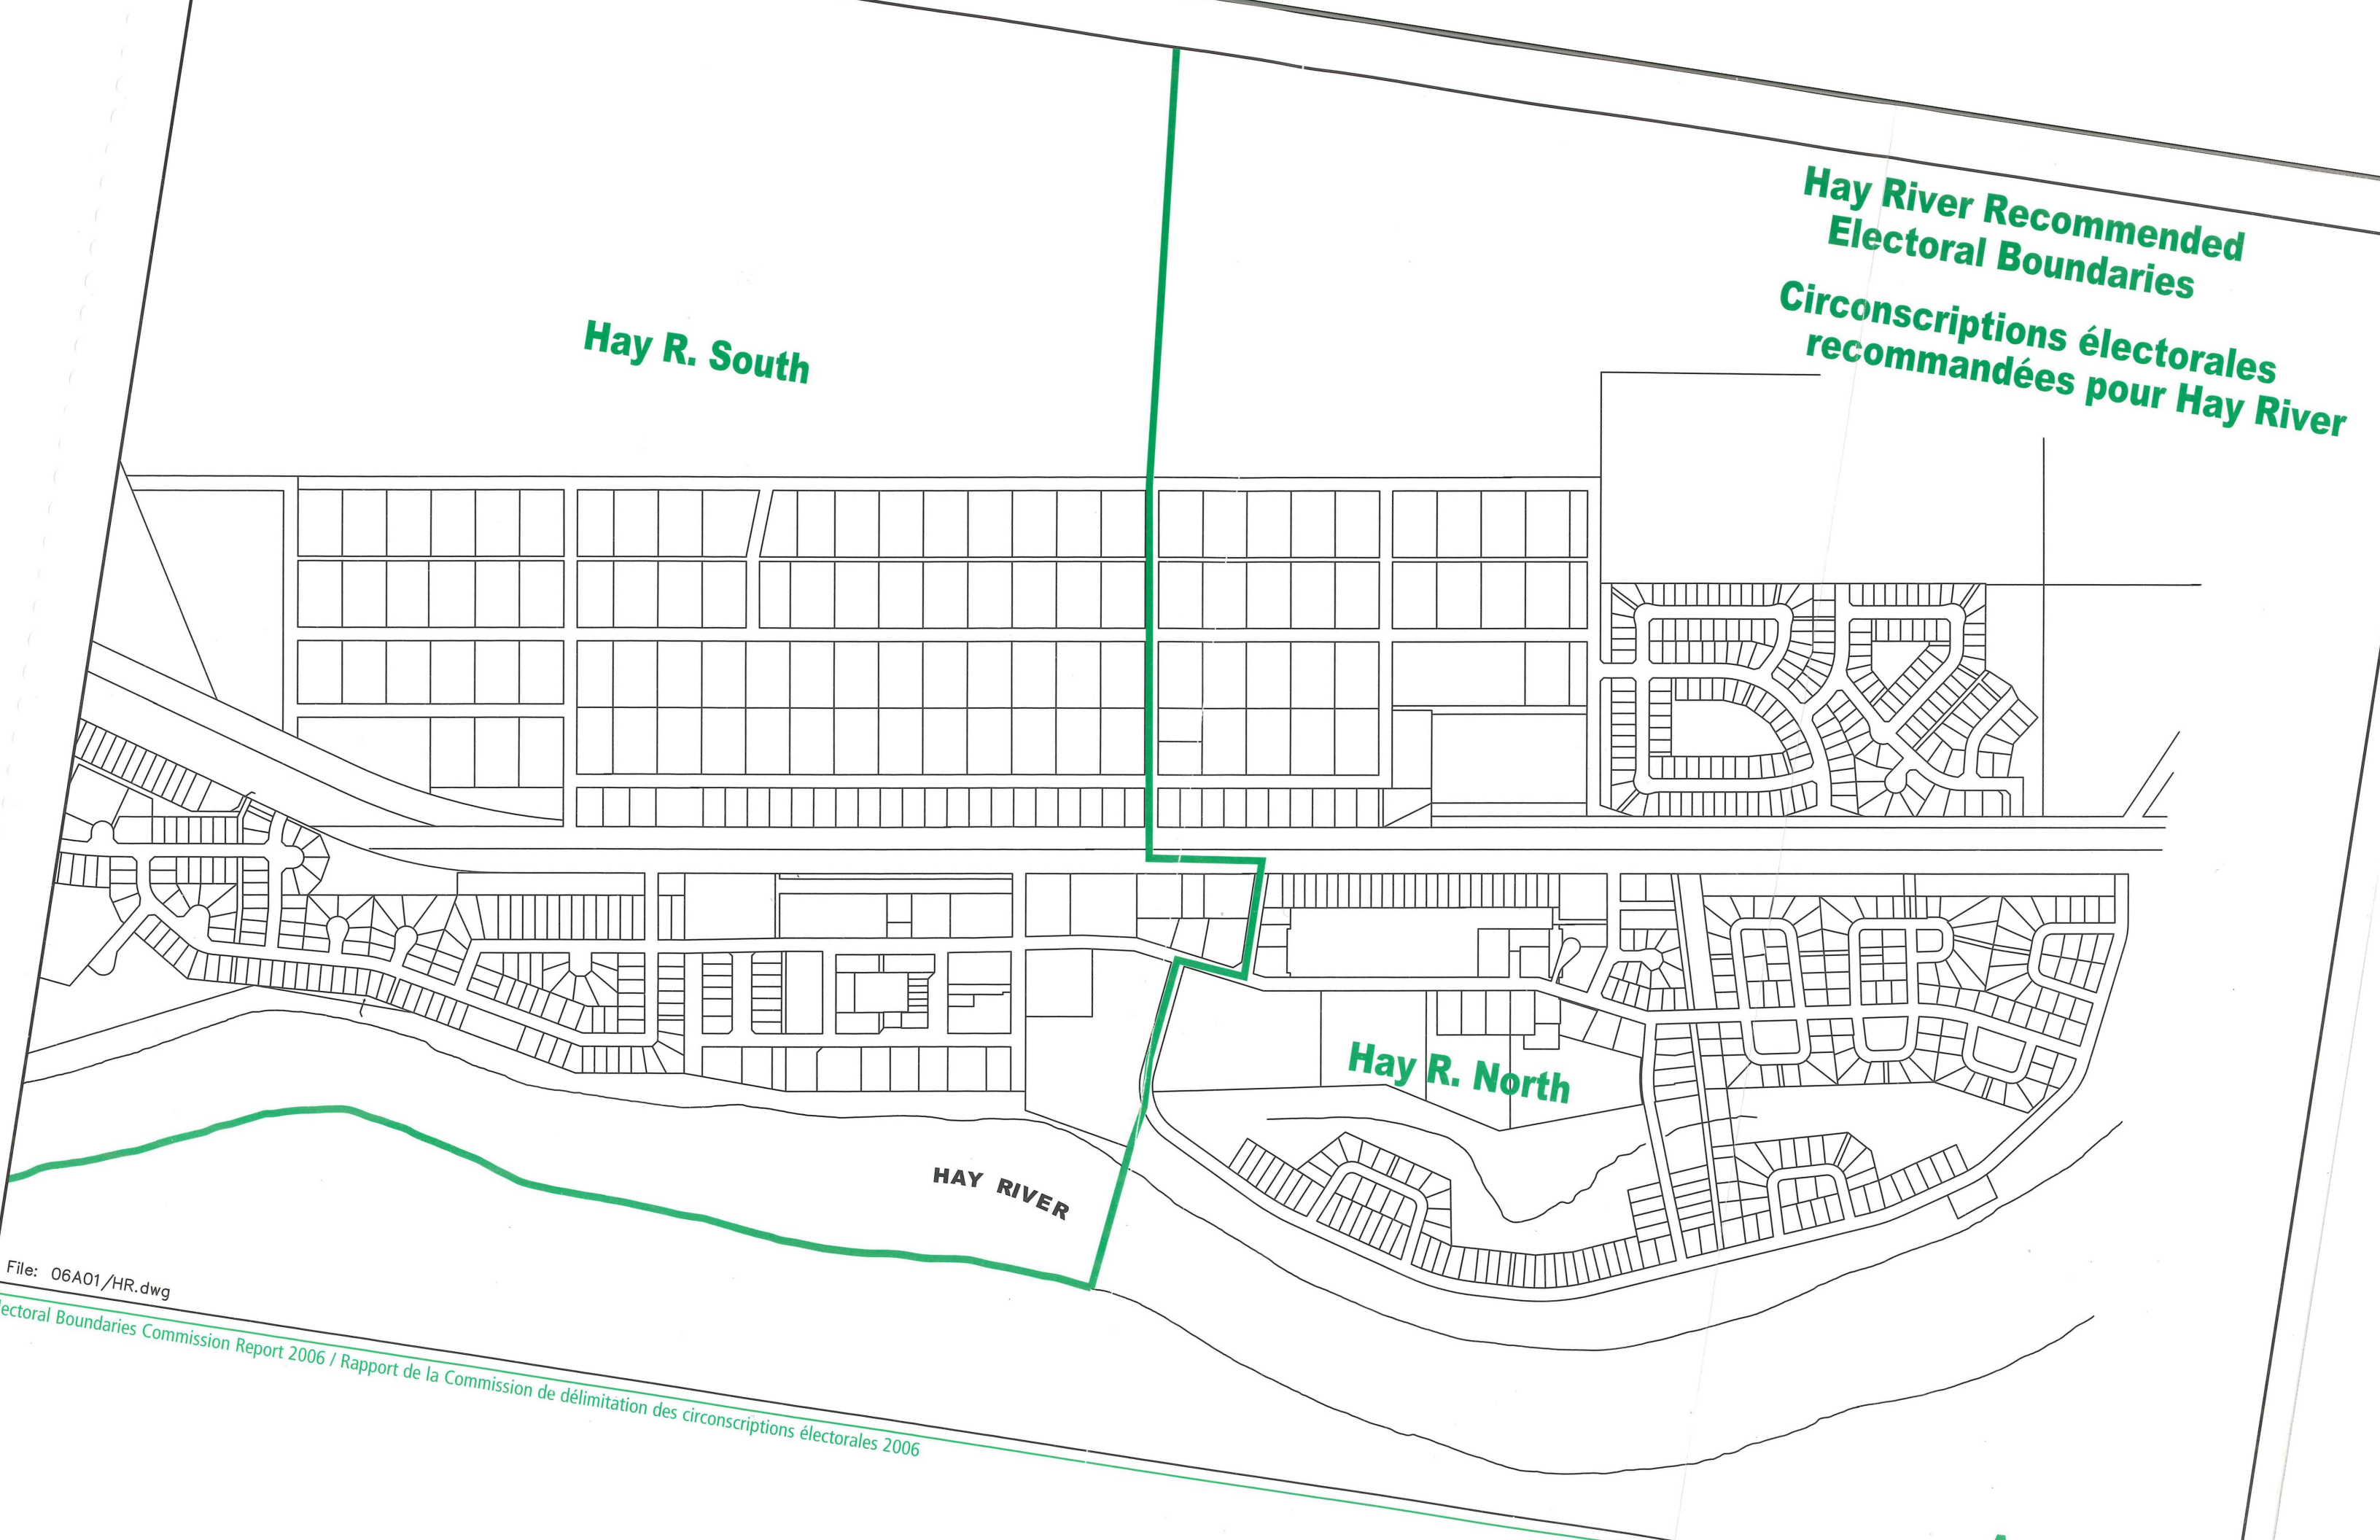 Hay River Recommended
Electoral Boundaries
Circonscriptions électorales
recommandées pour Hay River
Hay R. South
Hay R. North
HAY RIVER
File: 06A01/HR.dwg
Boundaries Commission Report 2006 / Rapport de la Commission de délimitation des circonscriptions électorales 2006